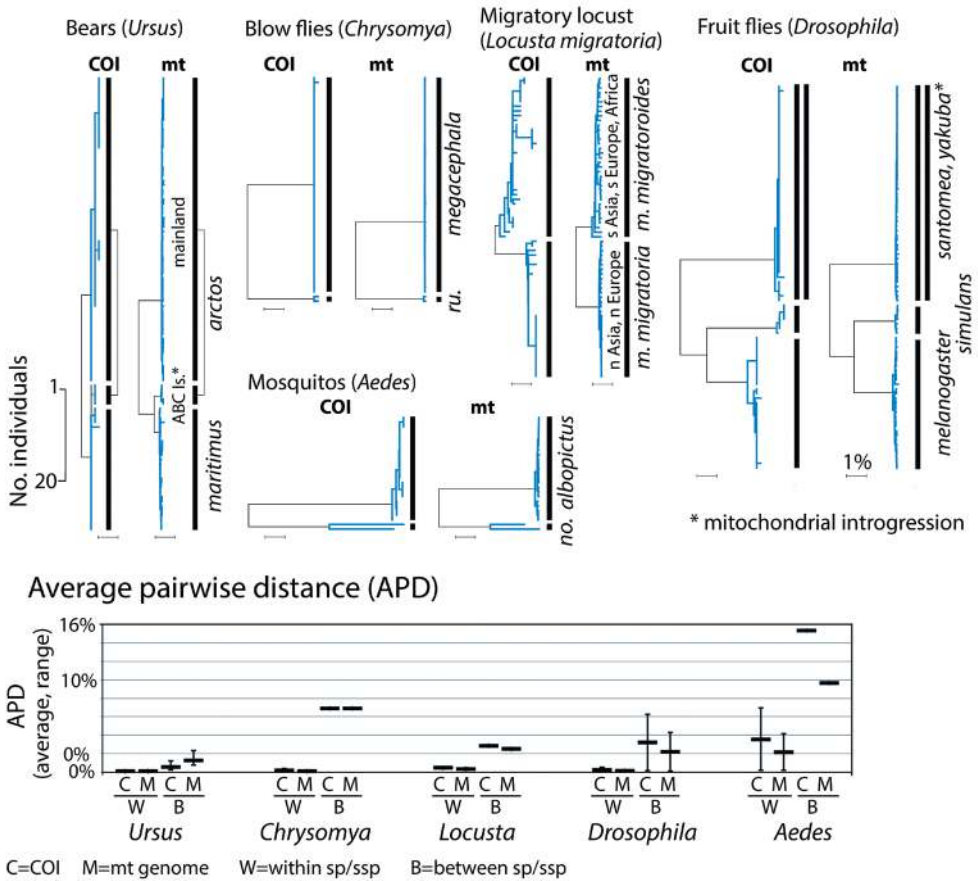 Bears (Ursus)
COI mt
mainland
arctos
ABC Is.*
maritimus
No. individuals
1
20
Blow flies (Chrysomya)
COI mt
megacephala
ru.
Migratory locust
(Locusta migratoria)
COI mt
s Asia, s Europe, Africa
m. migratoroides
n Asia, n Europe
m. migratoria
Fruit flies (Drosophila)
COI mt
santomea, yakuba*
simulans
melanogaster
1%
Mosquitos (Aedes)
COI mt
albopictus
no.
* mitochondrial introgression
Average pairwise distance (APD)
APD
(average, range)
16%
10%
0%
0%
C M C M C M C M C M C M C M C M C M C M
W B W B W B W B W B
Ursus Chrysomya Locusta Drosophila Aedes
C=COI M=mt genome W=within sp/ssp B=between sp/ssp